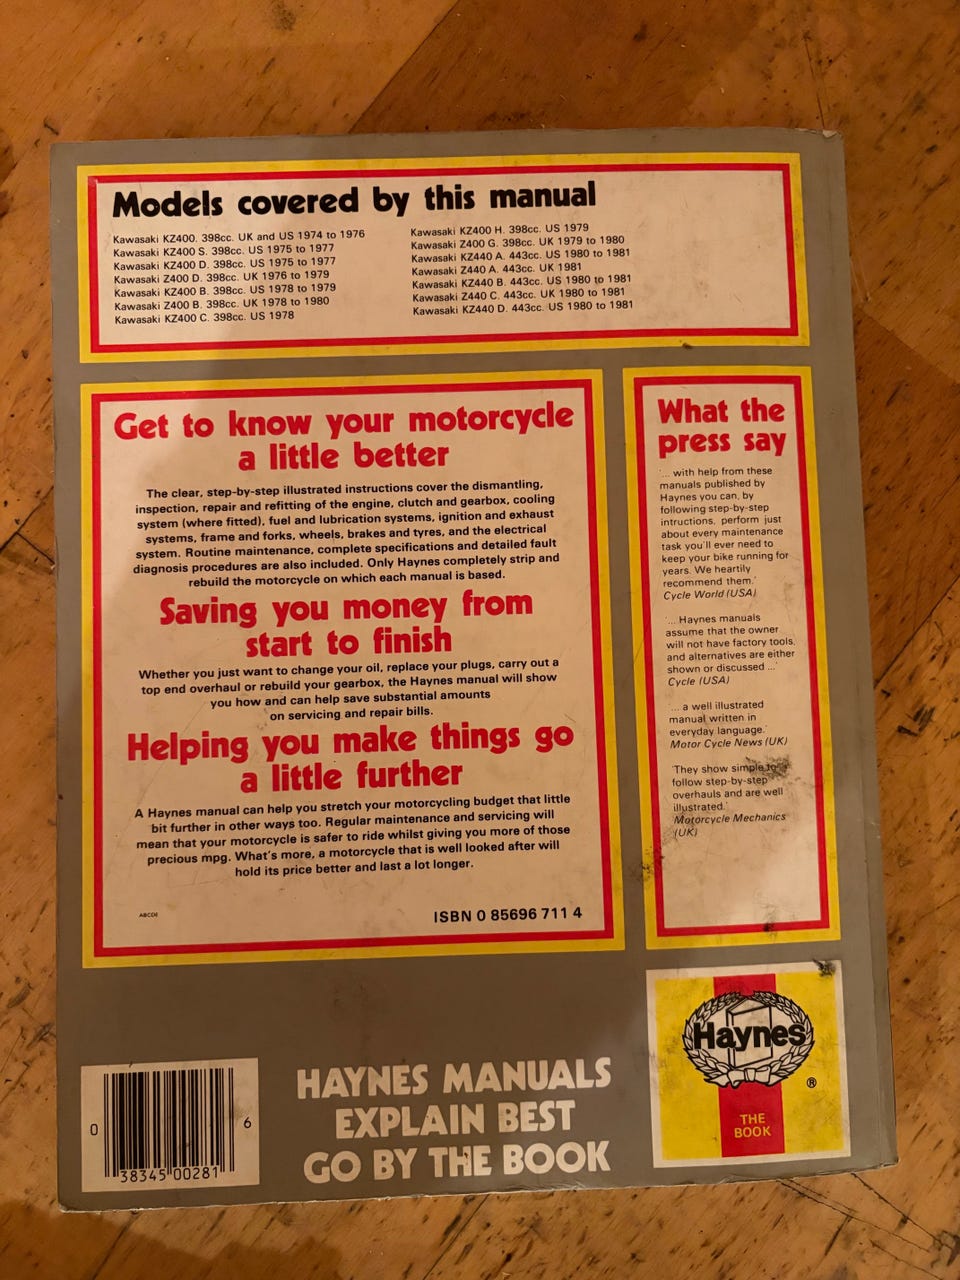 Models covered by this manual
Kawasaki KZ400. 398cc. UK and US 1974 to 1976
Kawasaki KZ400 S. 398cc. US 1975 to 1977
Kawasaki KZ400 D. 398cc. US 1975 to 1977
Kawasaki Z400 D. 398cc. UK 1976 to 1979
Kawasaki KZ400 B. 398cc. US 1978 to 1979
Kawasaki Z400 B. 398cc. UK 1978 to 1980
Kawasaki KZ400 C. 398cc. US 1978
Kawasaki KZ400 H. 398cc. US 1979
Kawasaki Z400 G. 398cc. UK 1979 to 1980
Kawasaki KZ440 A. 443cc. US 1980 to 1981
Kawasaki Z440 A. 443cc. UK 1981
Kawasaki KZ440 B. 443cc. US 1980 to 1981
Kawasaki Z440 C. 443cc. UK 1980 to 1981
Kawasaki KZ440 D. 443cc. US 1980 to 1981
Get to know your motorcycle
a little better
The clear, step-by-step illustrated instructions cover the dismantling,
inspection, repair and refitting of the engine, clutch and gearbox, cooling
system (where fitted), fuel and lubrication systems, ignition and exhaust
systems, frame and forks, wheels, brakes and tyres, and the electrical
system. Routine maintenance, complete specifications and detailed fault
diagnosis procedures are also included. Only Haynes completely strip and
rebuild the motorcycle on which each manual is based.
Saving you money from
start to finish
Whether you just want to change your oil, replace your plugs, carry out a
top end overhaul or rebuild your gearbox, the Haynes manual will show
you how and can help save substantial amounts
on servicing and repair bills.
Helping you make things go
a little further
A Haynes manual can help you stretch your motorcycling budget that little
bit further in other ways too. Regular maintenance and servicing will
mean that your motorcycle is safer to ride whilst giving you more of those
precious mpg. What's more, a motorcycle that is well looked after will
hold its price better and last a lot longer.
ABCDE
ISBN 0 85696 711 4
What the
press say
'... with help from these
manuals published by
Haynes you can, by
following step-by-step
intructions, perform just
about every maintenance
task you'll ever need to
keep your bike running for
years. We heartily
recommend them.'
Cycle World (USA)
'... Haynes manuals
assume that the owner
will not have factory tools,
and alternatives are either
shown or discussed ...'
Cycle (USA)
'... a well illustrated
manual written in
everyday language.'
Motor Cycle News (UK)
'They show simple to
follow step-by-step
overhauls and are well
illustrated.'
Motorcycle Mechanics
(UK)
Haynes
®
THE
BOOK
HAYNES MANUALS
EXPLAIN BEST
GO BY THE BOOK
0 38345 00281 6